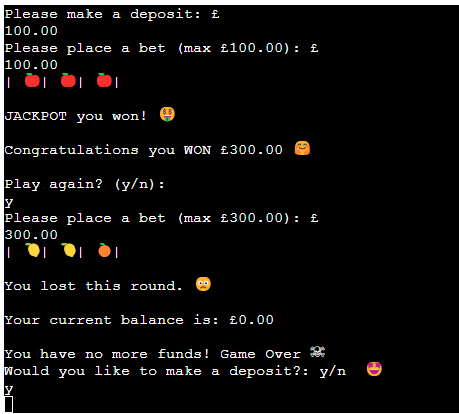 Please make a deposit: £
100.00
Please place a bet (max £100.00): £
100.00
| 🍎| 🍎| 🍎|
JACKPOT you won! 🤑
Congratulations you WON £300.00 🤗
Play again? (y/n):
y
Please place a bet (max £300.00): £
300.00
| 🍋| 🍋| 🍊|
You lost this round. 😳
Your current balance is: £0.00
You have no more funds! Game Over ☠️
Would you like to make a deposit?: y/n 🤩
y